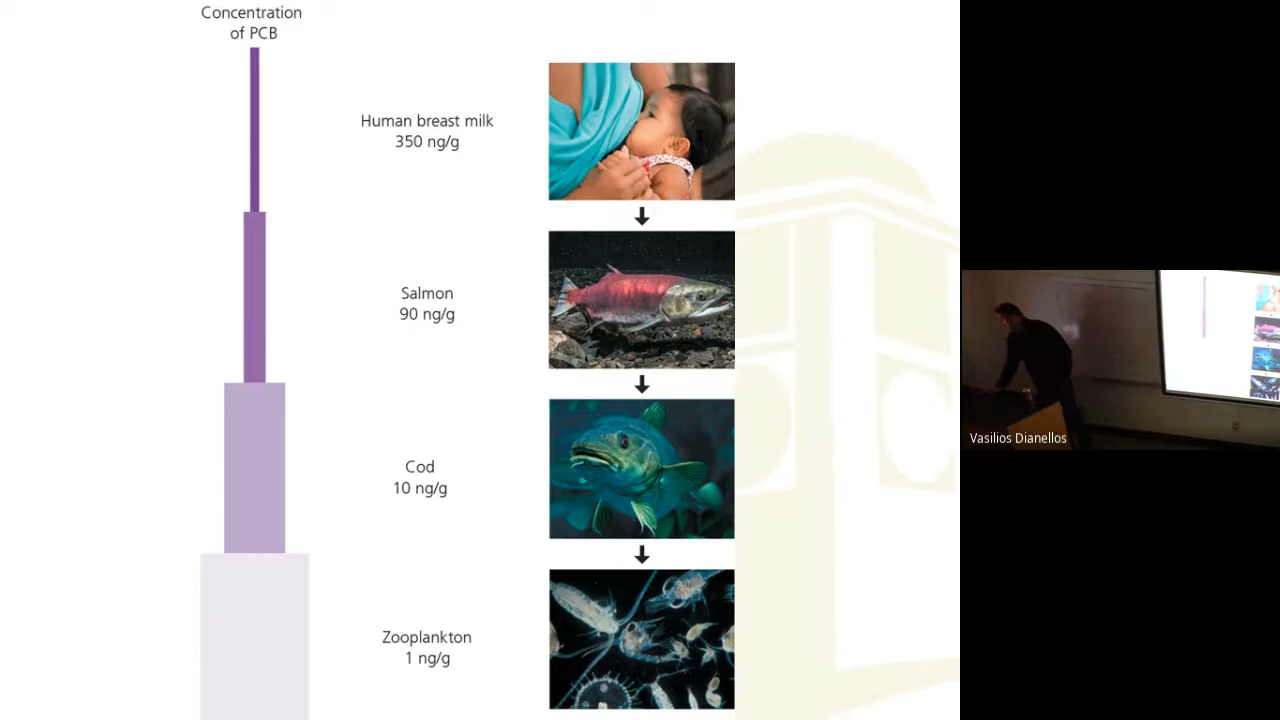 Concentration
of PCB
Human breast milk
350 ng/g
Salmon
90 ng/g
Cod
10 ng/g
Zooplankton
1 ng/g
Vasilios Dianellos